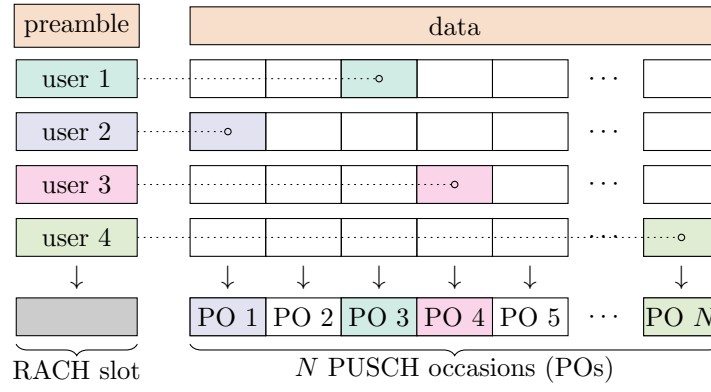 preamble data
user 1
user 2
user 3
user 4
PO 1 PO 2 PO 3 PO 4 PO 5 ··· PO N
RACH slot N PUSCH occasions (POs)